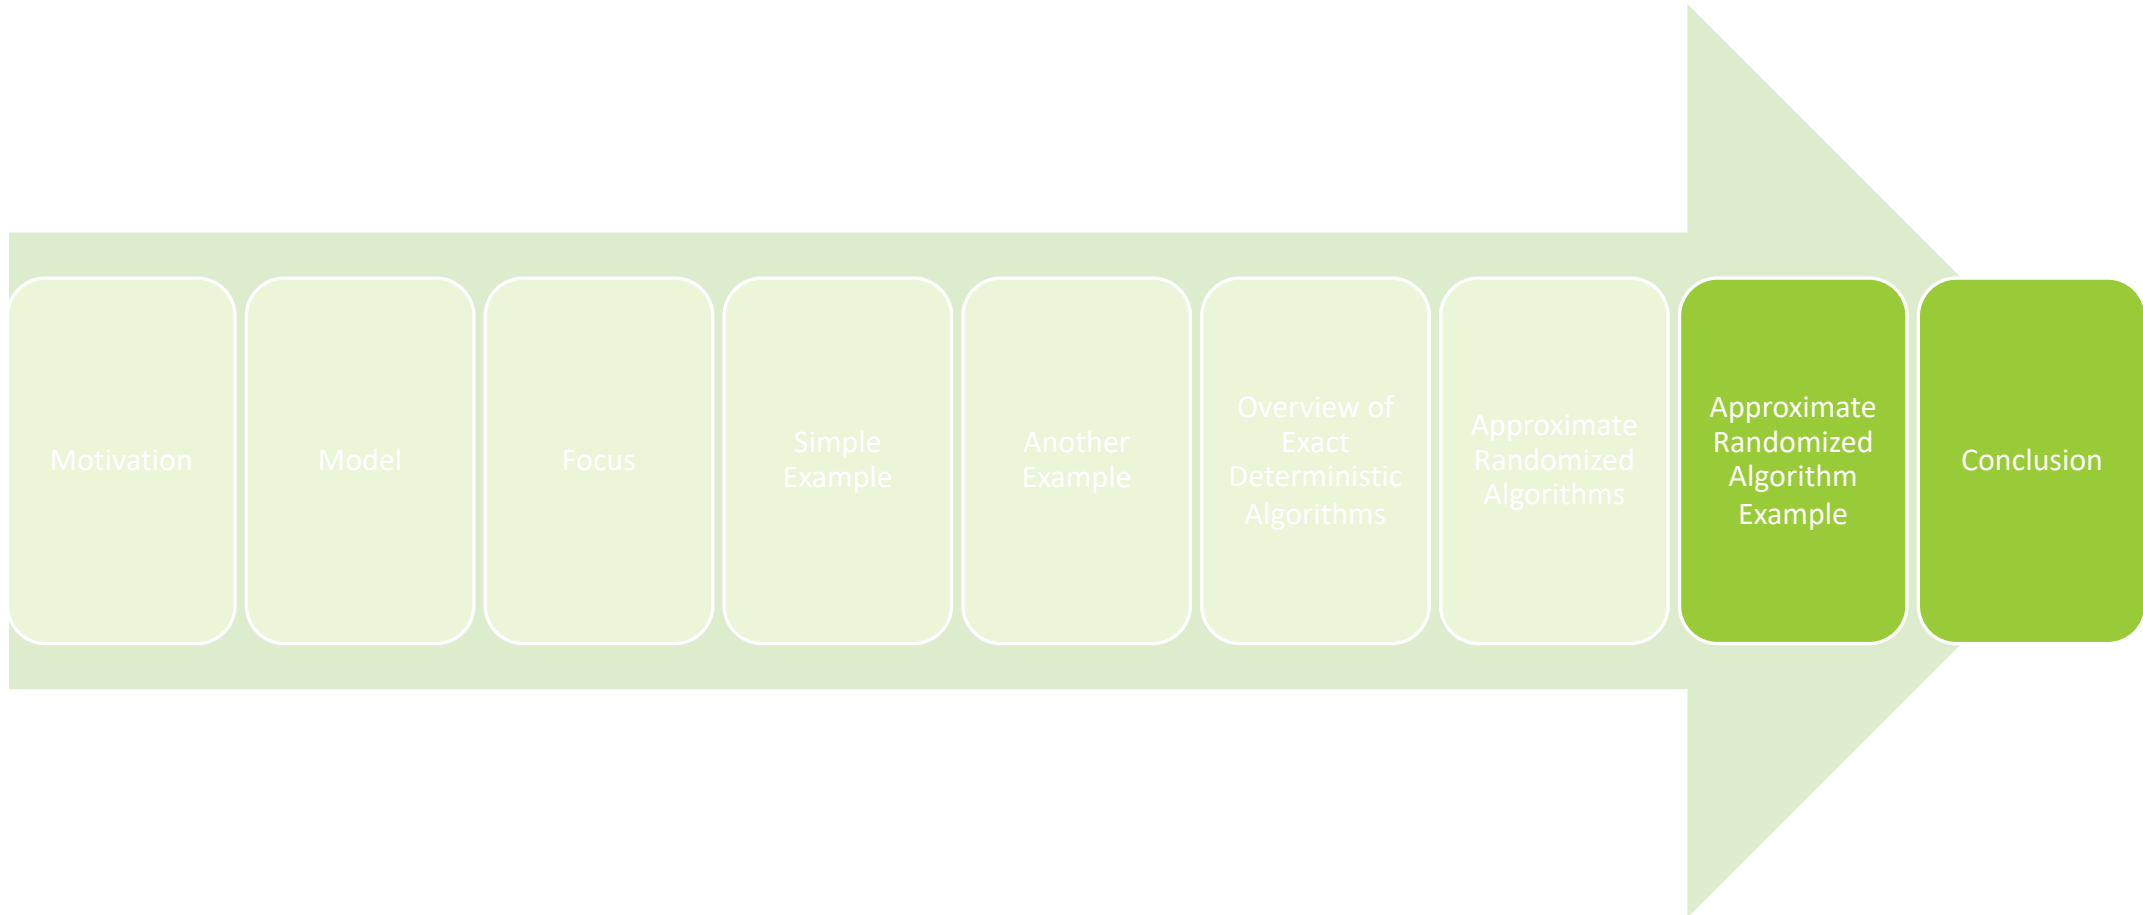 Motivation
Model
Focus
Simple
Example
Another
Example
Overview of
Exact
Deterministic
Algorithms
Approximate
Randomized
Algorithms
Approximate
Randomized
Algorithm
Example
Conclusion